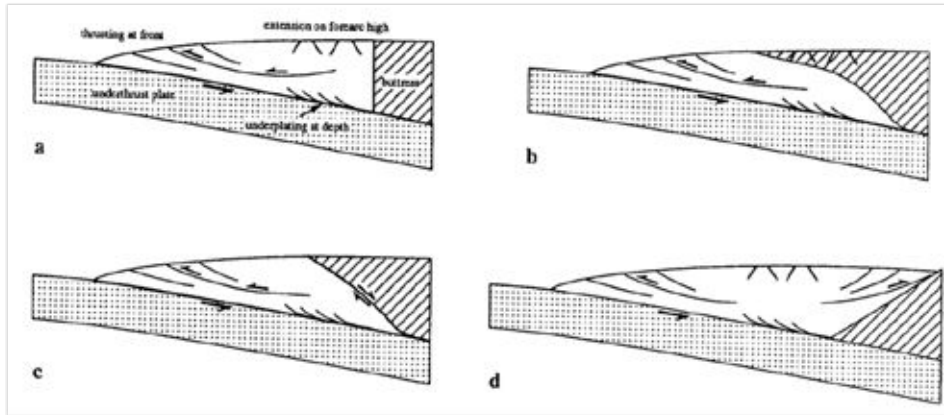 extension on forearc high
thrusting at front
buttress
underthrust plate
underplating at depth
a
b
c
d